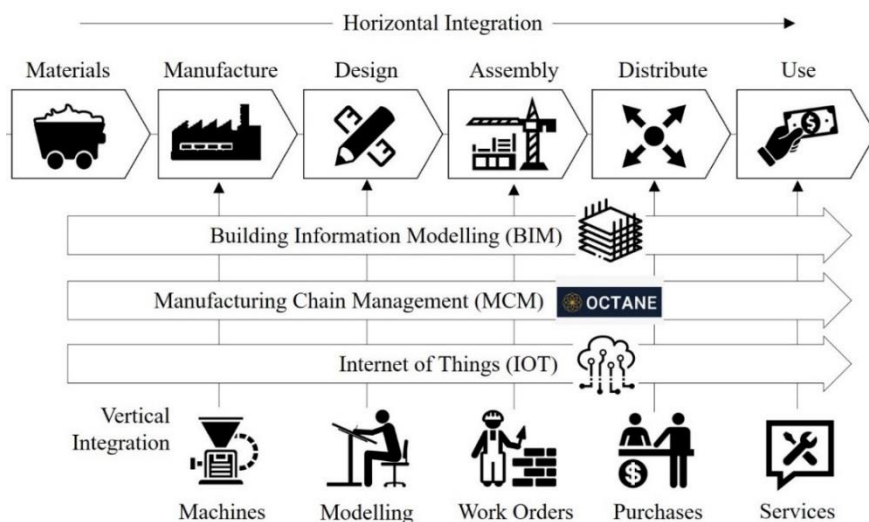 Horizontal Integration
Materials Manufacture Design Assembly Distribute Use
Building Information Modelling (BIM)
Manufacturing Chain Management (MCM) OCTANE
Internet of Things (IOT)
Vertical
Integration
Machines Modelling Work Orders Purchases Services